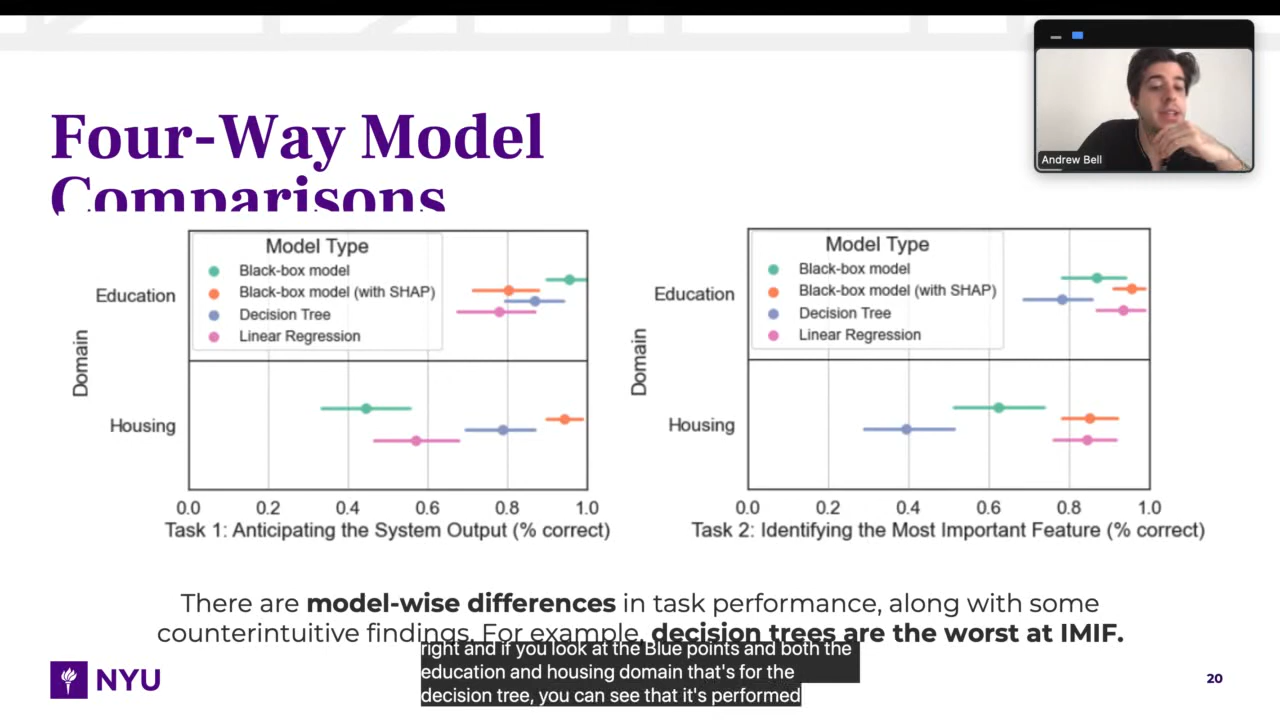 Four-Way Model
Comparisons
Andrew Bell
Model Type
Black-box model
Black-box model (with SHAP)
Decision Tree
Linear Regression
Education
Housing
Domain
0.0 0.2 0.4 0.6 0.8 1.0
Task 1: Anticipating the System Output (% correct)
Model Type
Black-box model
Black-box model (with SHAP)
Decision Tree
Linear Regression
Education
Housing
Domain
0.0 0.2 0.4 0.6 0.8 1.0
Task 2: Identifying the Most Important Feature (% correct)
There are model-wise differences in task performance, along with some
counterintuitive findings. For example, decision trees are the worst at IMIF.
right and if you look at the Blue points and both the
education and housing domain that's for the
decision tree, you can see that it's performed
NYU
20